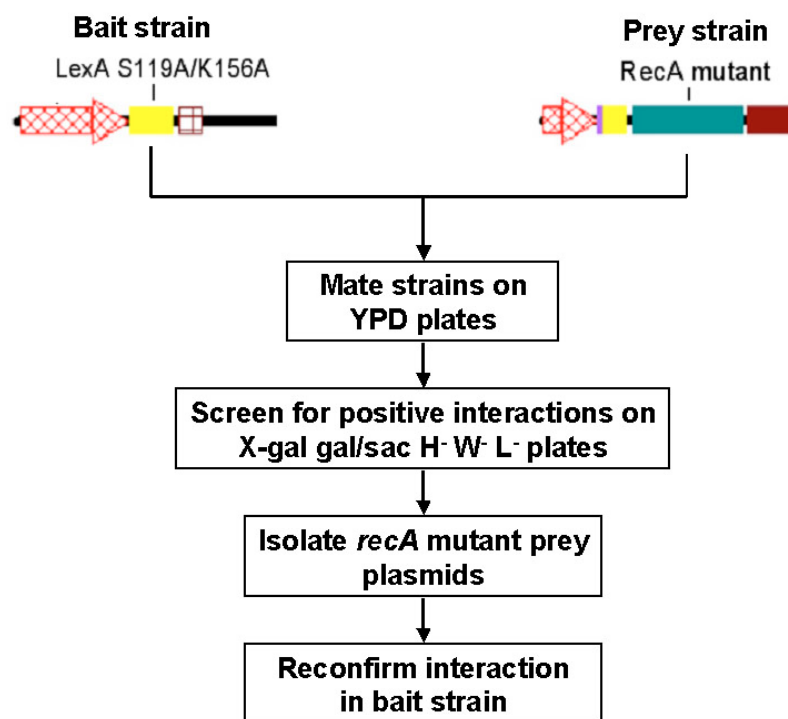 Bait strain
LexA S119A/K156A
Prey strain
RecA mutant
Mate strains on
YPD plates
Screen for positive interactions on
X-gal gal/sac H⁻ W⁻ L⁻ plates
Isolate recA mutant prey
plasmids
Reconfirm interaction
in bait strain